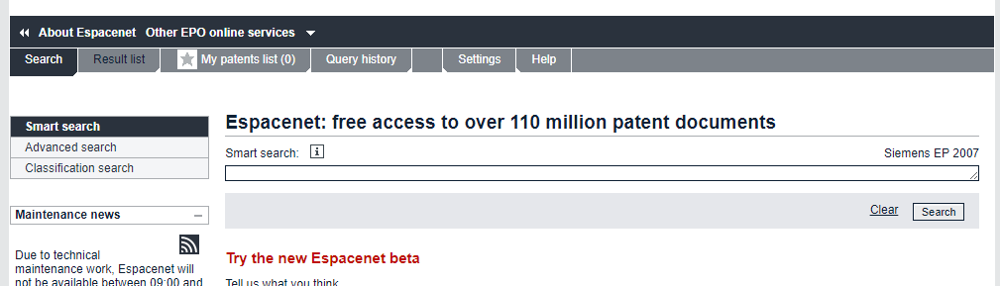 About Espacenet Other EPO online services
Search Result list My patents list (0) Query history Settings Help
Smart search
Advanced search
Classification search
Espacenet: free access to over 110 million patent documents
Smart search: i Siemens EP 2007
Clear Search
Maintenance news
Due to technical
maintenance work, Espacenet will
not be available between 09:00 and
Try the new Espacenet beta
Tell us what you think